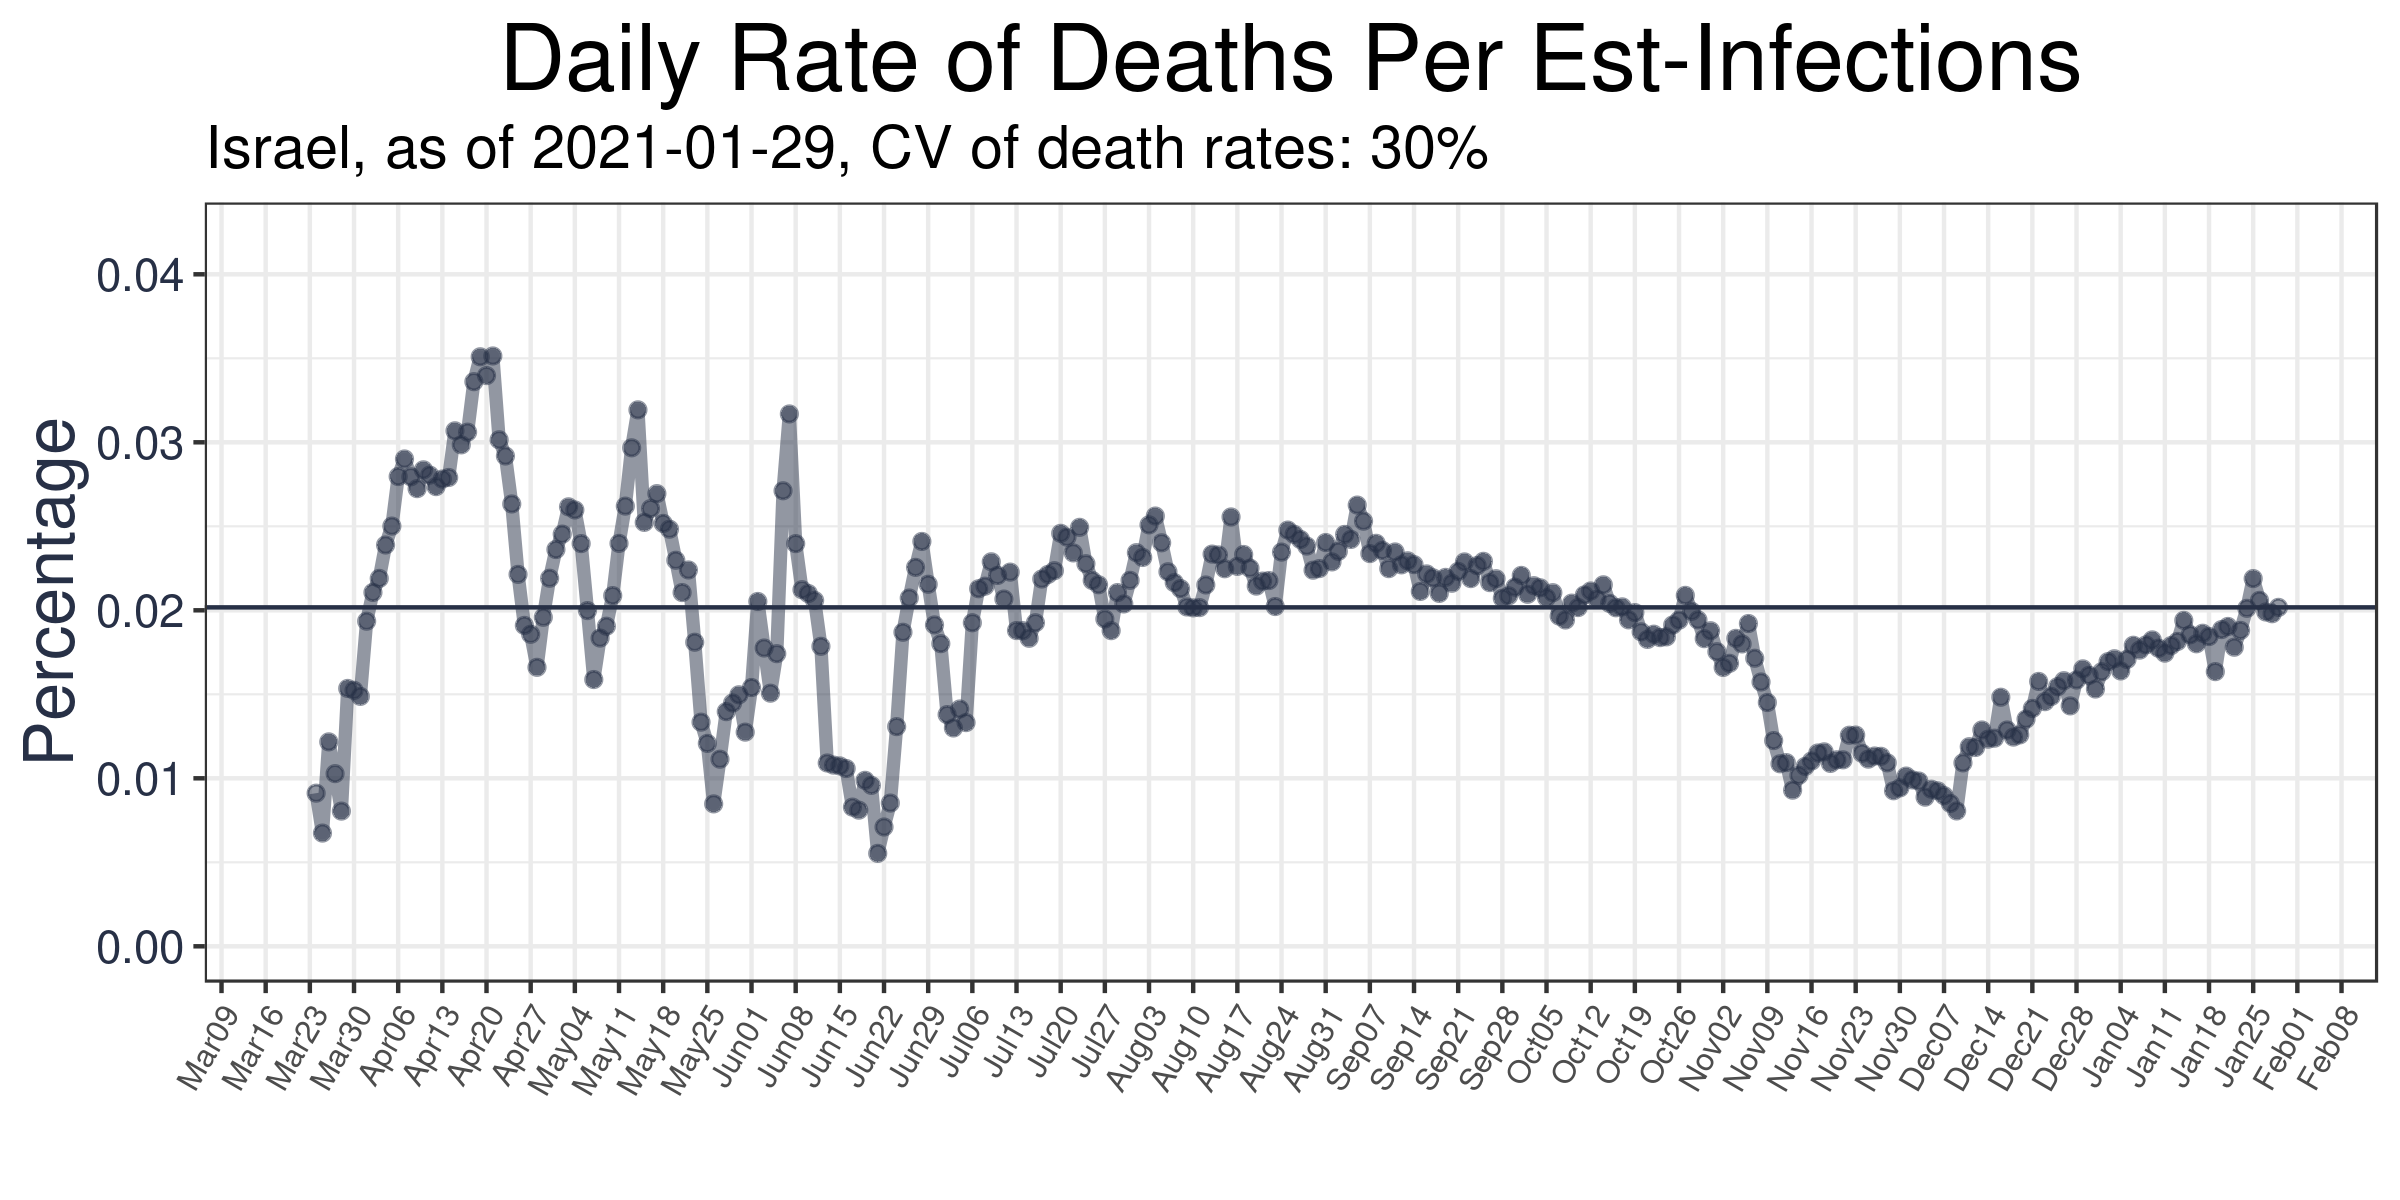 Daily Rate of Deaths Per Est-Infections
Israel, as of 2021-01-29, CV of death rates: 30%
Percentage
0.04
0.03
0.02
0.01
0.00
Mar09
Mar16
Mar23
Mar30
Apr06
Apr13
Apr20
Apr27
May04
May11
May18
May25
Jun01
Jun08
Jun15
Jun22
Jun29
Jul06
Jul13
Jul20
Jul27
Aug03
Aug10
Aug17
Aug24
Aug31
Sep07
Sep14
Sep21
Sep28
Oct05
Oct12
Oct19
Oct26
Nov02
Nov09
Nov16
Nov23
Nov30
Dec07
Dec14
Dec21
Dec28
Jan04
Jan11
Jan18
Jan25
Feb01
Feb08